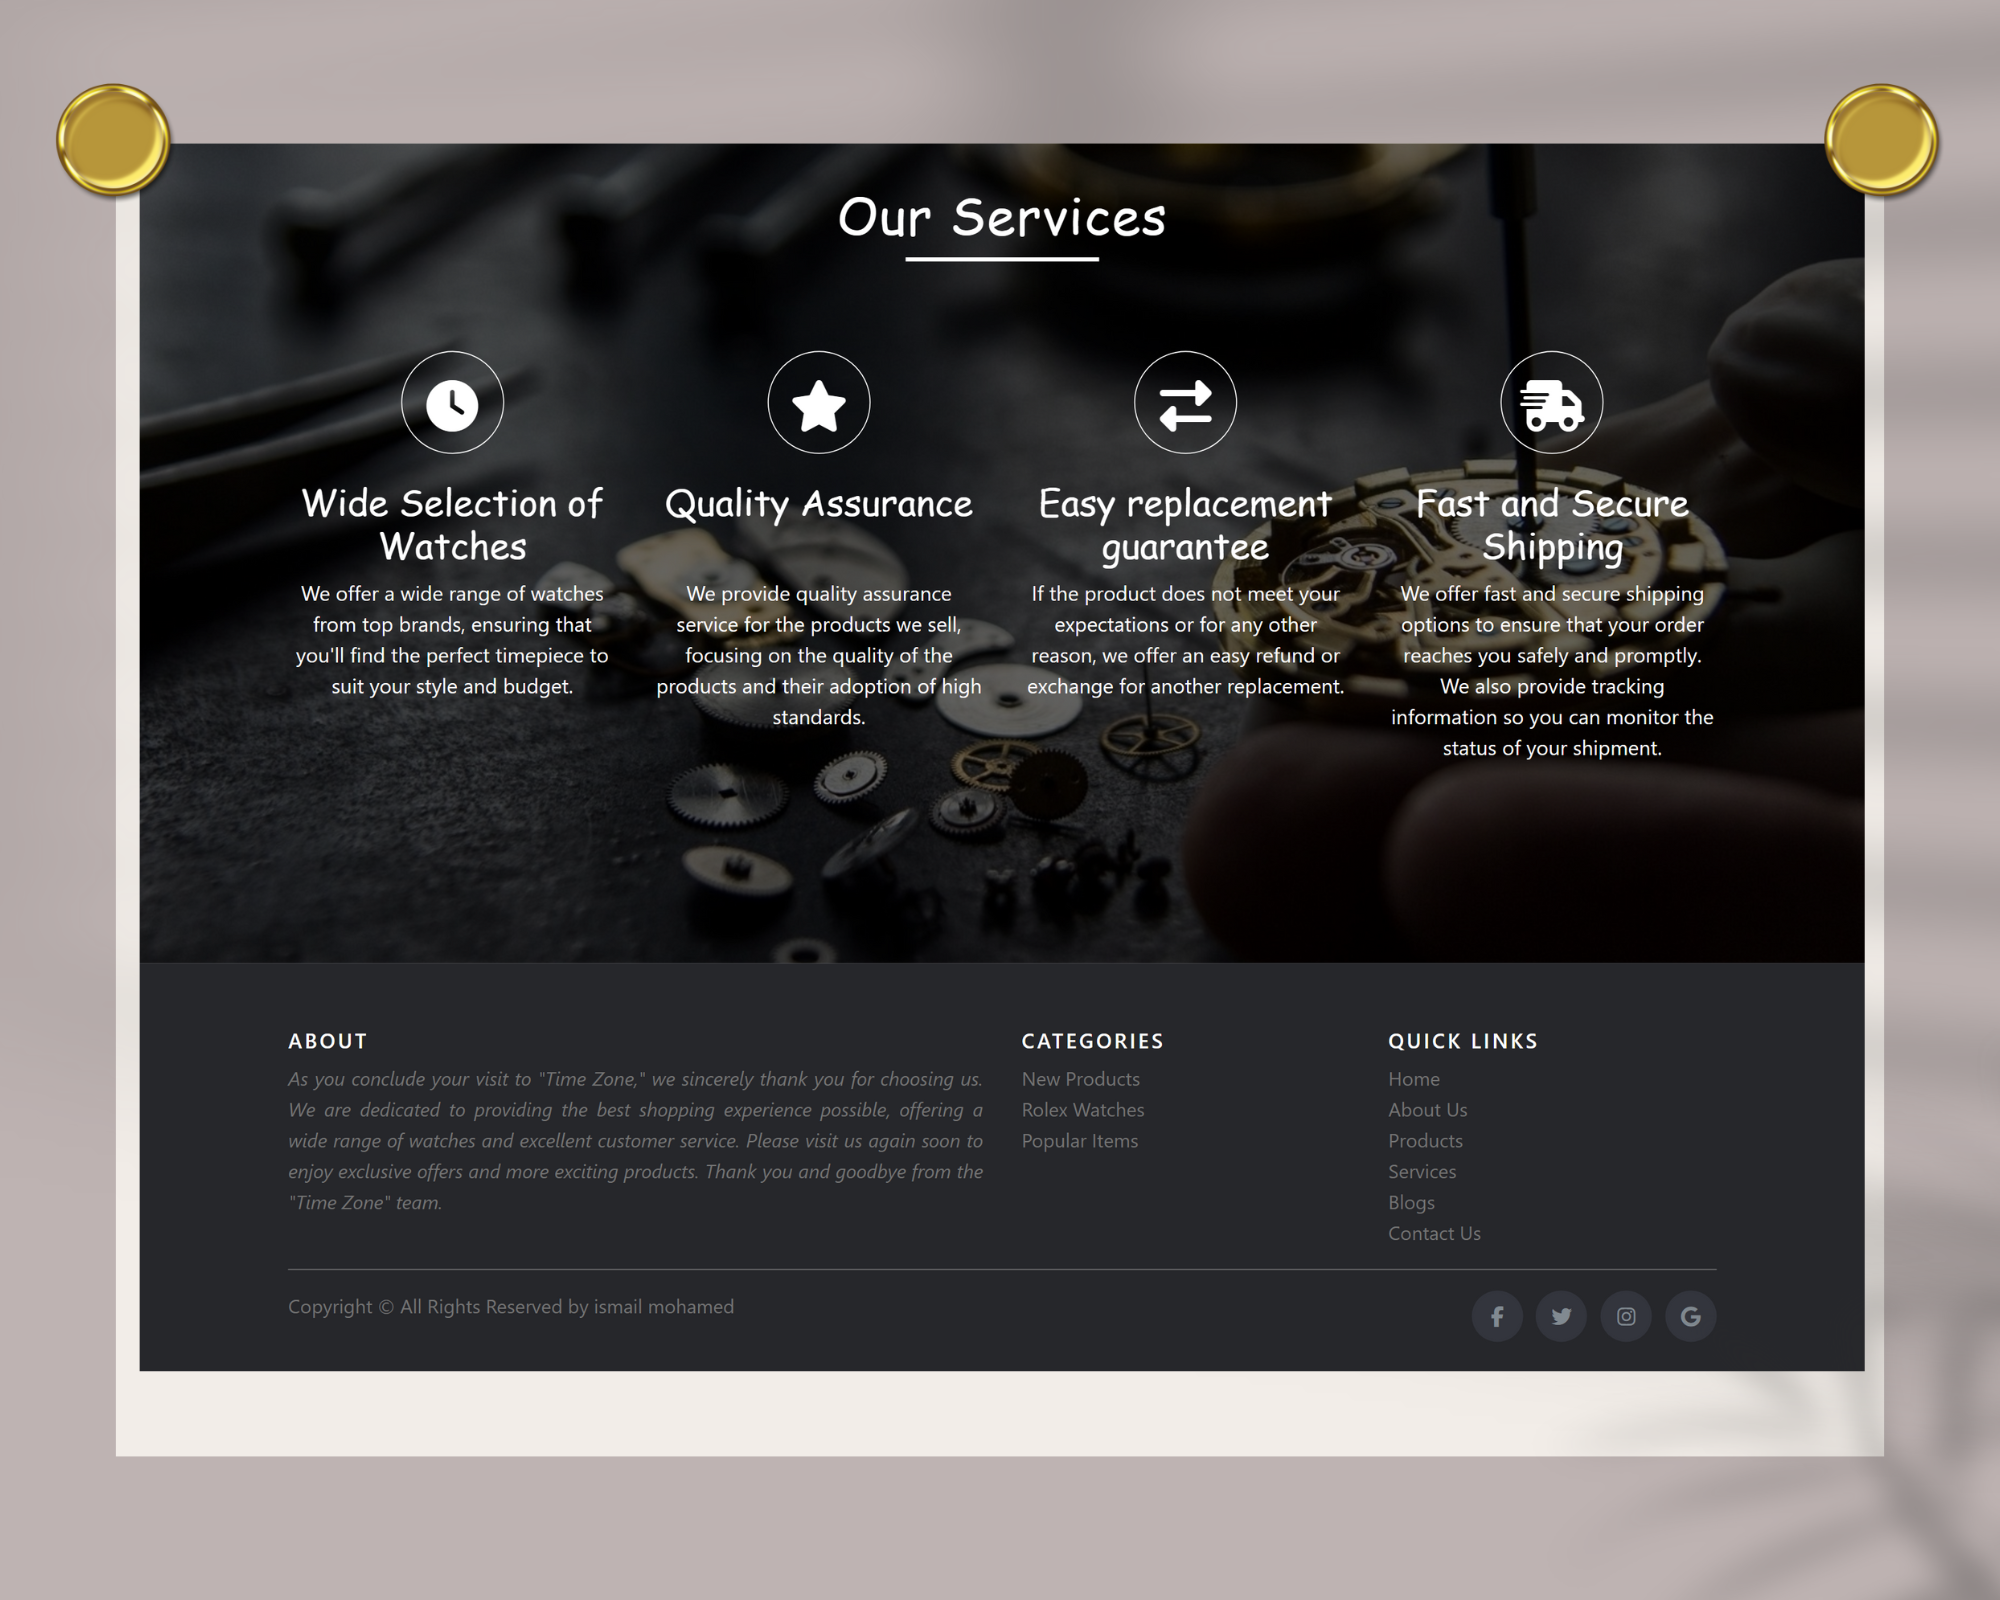 Our Services
Wide Selection of
Watches
We offer a wide range of watches
from top brands, ensuring that
you'll find the perfect timepiece to
suit your style and budget.
Quality Assurance
We provide quality assurance
service for the products we sell,
focusing on the quality of the
products and their adoption of high
standards.
Easy replacement
guarantee
If the product does not meet your
expectations or for any other
reason, we offer an easy refund or
exchange for another replacement.
Fast and Secure
Shipping
We offer fast and secure shipping
options to ensure that your order
reaches you safely and promptly.
We also provide tracking
information so you can monitor the
status of your shipment.
ABOUT
As you conclude your visit to "Time Zone," we sincerely thank you for choosing us.
We are dedicated to providing the best shopping experience possible, offering a
wide range of watches and excellent customer service. Please visit us again soon to
enjoy exclusive offers and more exciting products. Thank you and goodbye from the
"Time Zone" team.
CATEGORIES
New Products
Rolex Watches
Popular Items
QUICK LINKS
Home
About Us
Products
Services
Blogs
Contact Us
Copyright © All Rights Reserved by ismail mohamed